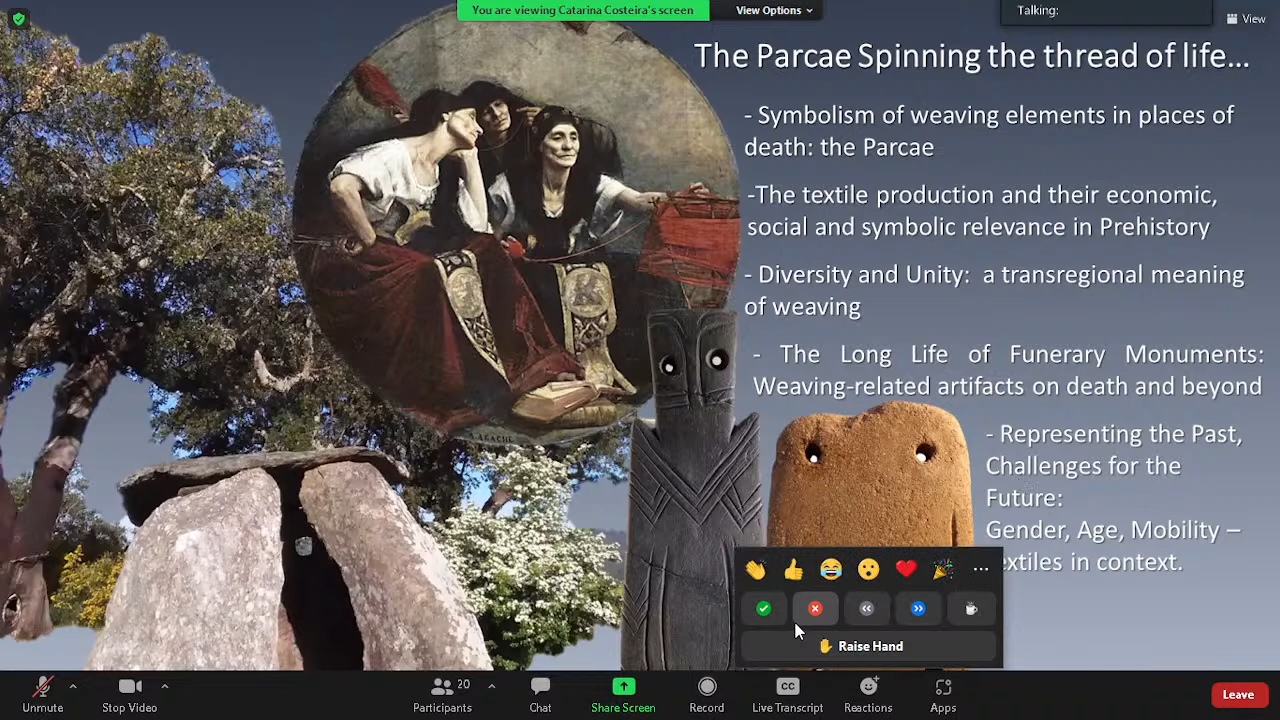 You are viewing Catarina Costeira's screen
View Options
Talking:
View
The Parcae Spinning the thread of life...
- Symbolism of weaving elements in places of
death: the Parcae
-The textile production and their economic,
social and symbolic relevance in Prehistory
- Diversity and Unity: a transregional meaning
of weaving
- The Long Life of Funerary Monuments:
Weaving-related artifacts on death and beyond
- Representing the Past,
Challenges for the
Future:
Gender, Age, Mobility –
extiles in context.
A. AGACHE
Raise Hand
20
Unmute
Stop Video
Participants
Chat
Share Screen
Record
CC
Live Transcript
Reactions
Apps
Leave